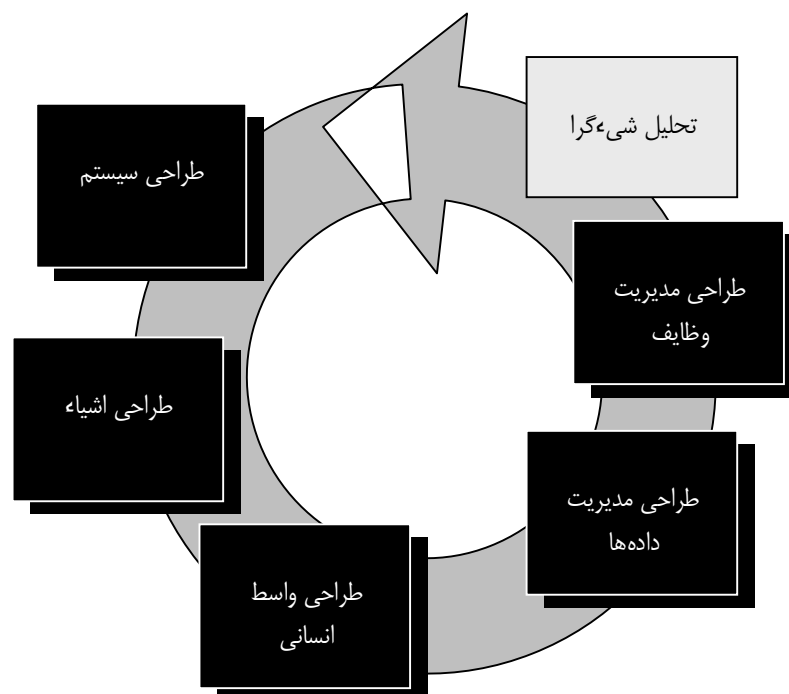 تحلیل شیءگرا
طراحی سیستم
طراحی مدیریت
وظایف
طراحی اشیاء
طراحی مدیریت
داده‌ها
طراحی واسط
انسانی